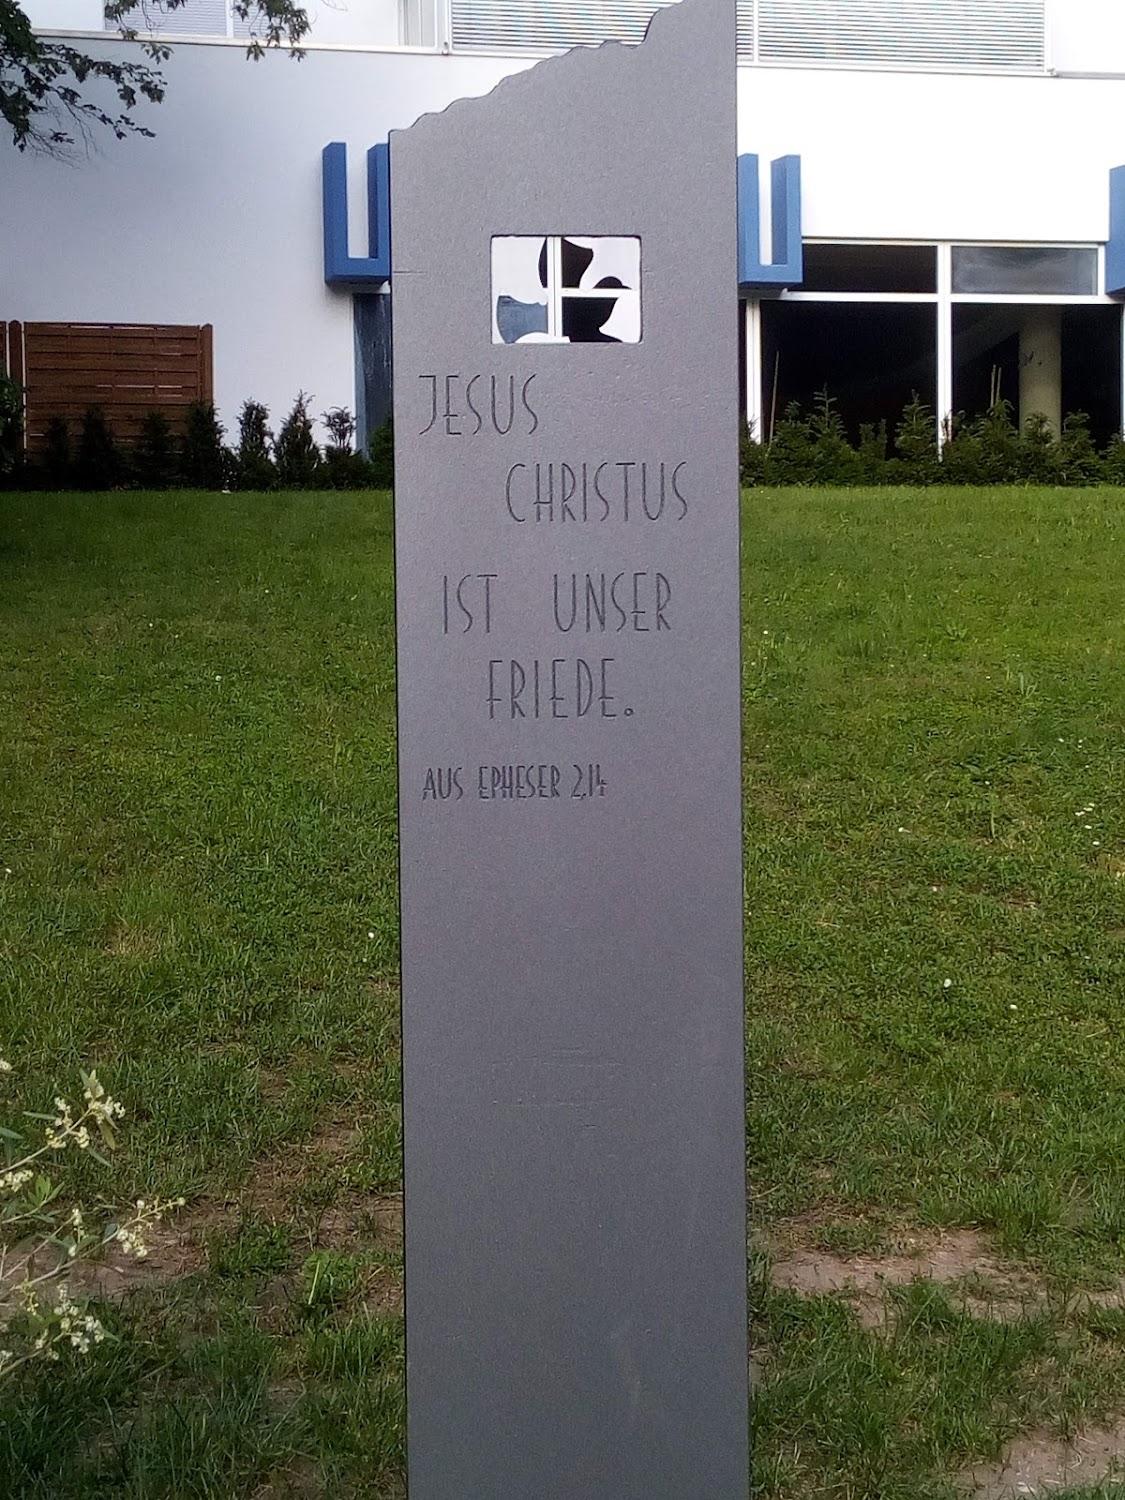 JESUS
CHRISTUS
IST UNSER
FRIEDE.
AUS EPHESER 2,14